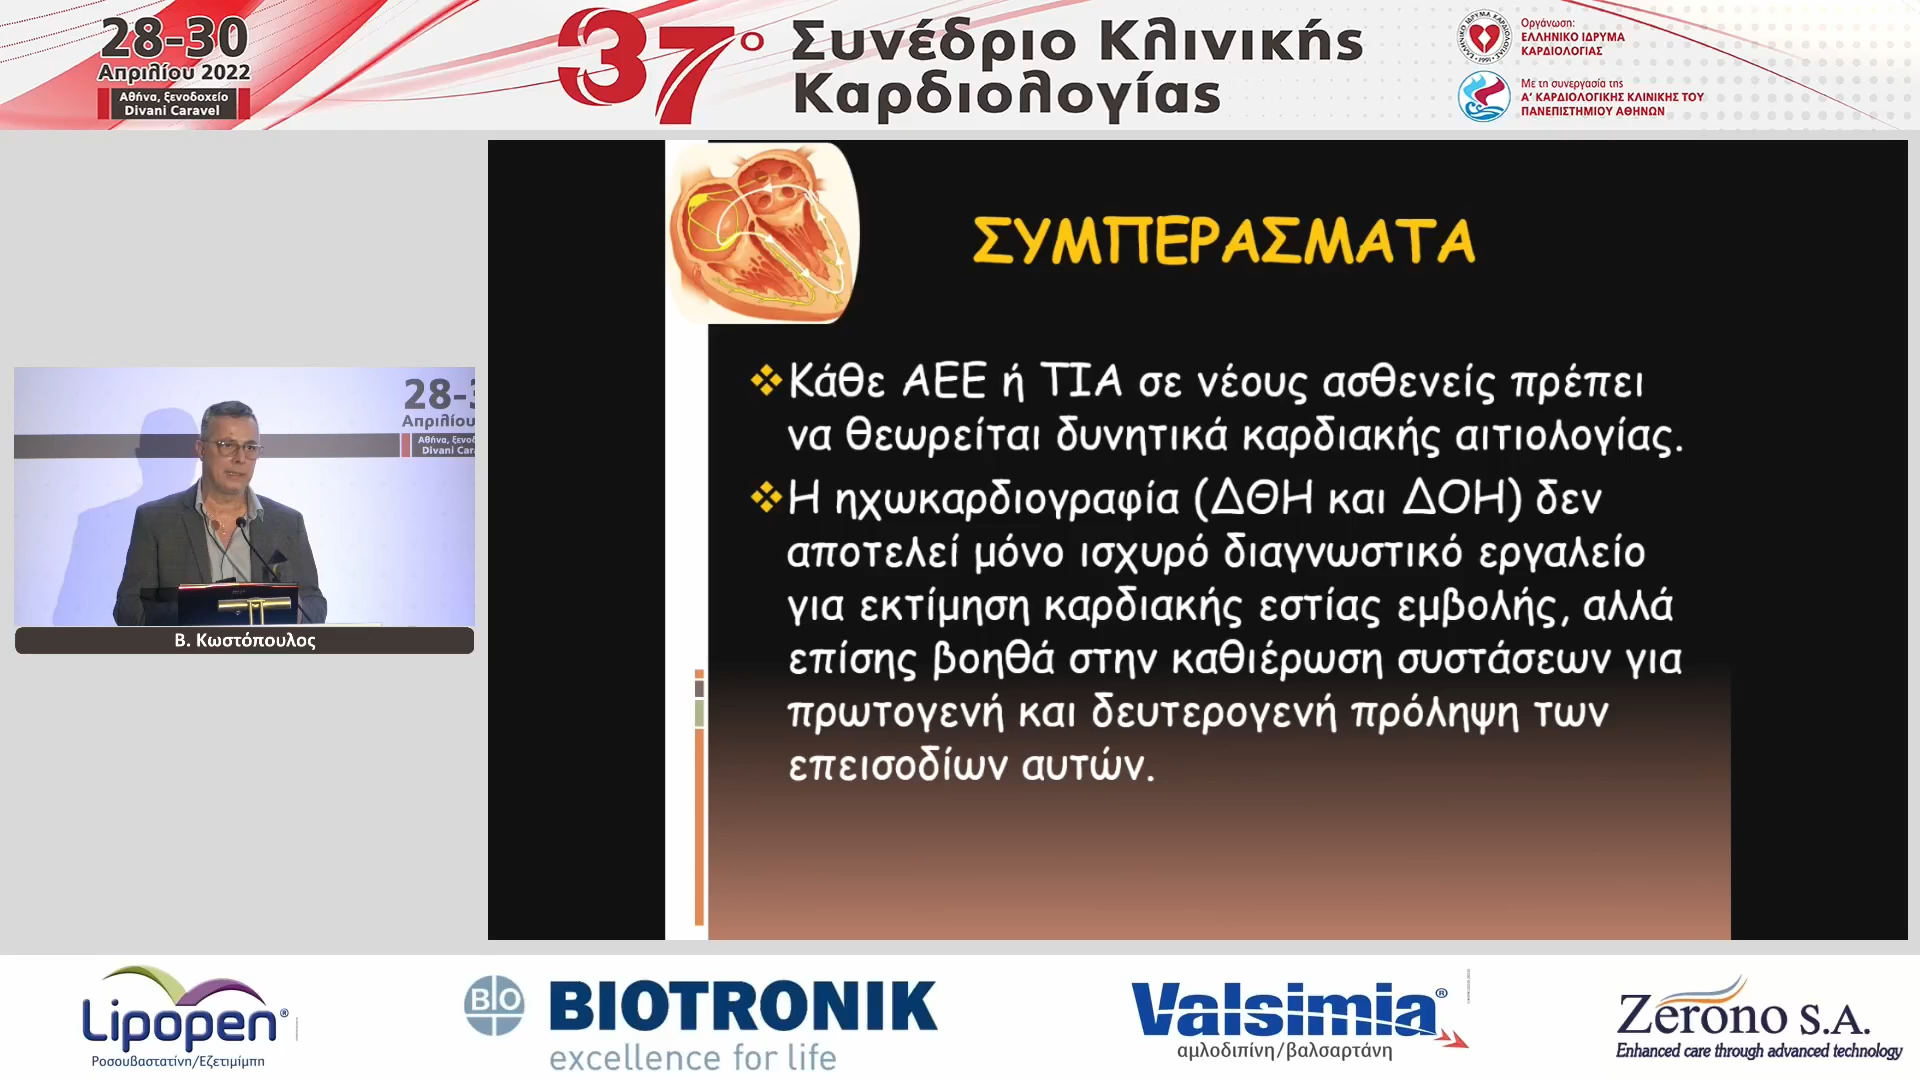 28-30
Απριλίου 2022
Αθήνα, ξενοδοχείο
Divani Caravel
37ο Συνέδριο Κλινικής
Καρδιολογίας
Οργάνωση:
ΕΛΛΗΝΙΚΟ ΙΔΡΥΜΑ
ΚΑΡΔΙΟΛΟΓΙΑΣ
Με τη συνεργασία της
Α' ΚΑΡΔΙΟΛΟΓΙΚΗΣ ΚΛΙΝΙΚΗΣ ΤΟΥ
ΠΑΝΕΠΙΣΤΗΜΙΟΥ ΑΘΗΝΩΝ
28-3
Απριλίου
Αθήνα, ξενοδ
Divani Cara
Β. Κωστόπουλος
ΣΥΜΠΕΡΑΣΜΑΤΑ
❖Κάθε ΑΕΕ ή ΤΙΑ σε νέους ασθενείς πρέπει
να θεωρείται δυνητικά καρδιακής αιτιολογίας.
❖Η ηχωκαρδιογραφία (ΔΘΗ και ΔΟΗ) δεν
αποτελεί μόνο ισχυρό διαγνωστικό εργαλείο
για εκτίμηση καρδιακής εστίας εμβολής, αλλά
επίσης βοηθά στην καθιέρωση συστάσεων για
πρωτογενή και δευτερογενή πρόληψη των
επεισοδίων αυτών.
Lipopen®
Ροσουβαστατίνη/Εζετιμίμπη
BIO BIOTRONIK
excellence for life
Valsimia®
αμλοδιπίνη/βαλσαρτάνη
Zerono S.A.
Enhanced care through advanced technology